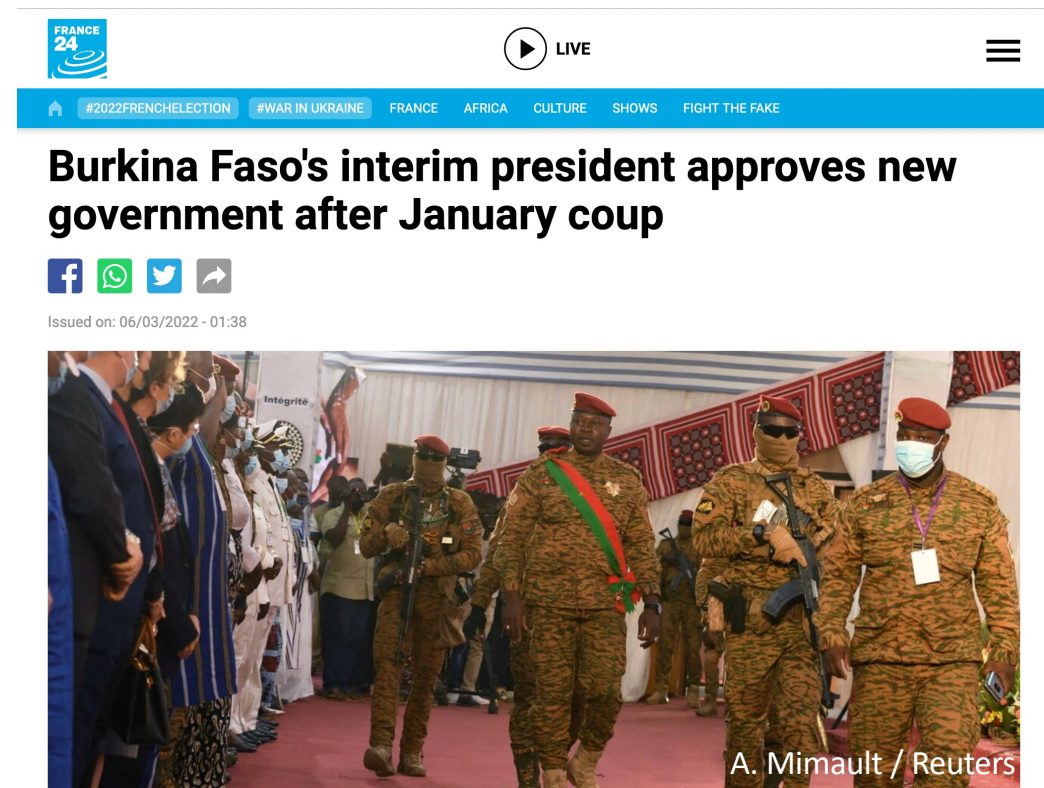 FRANCE
24
LIVE
#2022FRENCHELECTION #WAR IN UKRAINE FRANCE AFRICA CULTURE SHOWS FIGHT THE FAKE
Burkina Faso's interim president approves new
government after January coup
Issued on: 06/03/2022 - 01:38
Intégrité
A. Mimault / Reuters